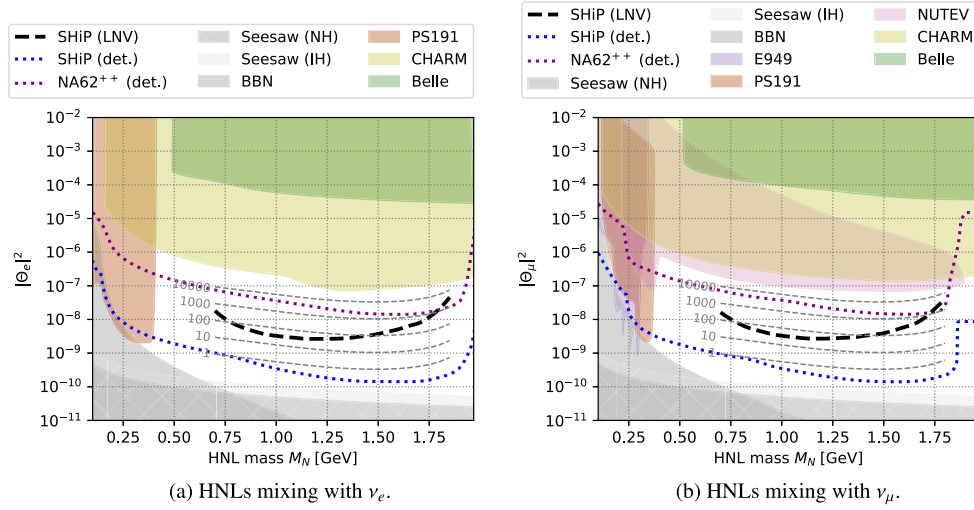 SHiP (LNV) Seesaw (NH) PS191
SHiP (det.) Seesaw (IH) CHARM
NA62⁺⁺ (det.) BBN Belle
10⁻²
10⁻³
10⁻⁴
10⁻⁵
10⁻⁶
10⁻⁷
10⁻⁸
10⁻⁹
10⁻¹⁰
10⁻¹¹
|Θₑ|²
10000
1000
100
10
1
0.25 0.50 0.75 1.00 1.25 1.50 1.75
HNL mass M_N [GeV]
(a) HNLs mixing with νₑ.
SHiP (LNV) Seesaw (IH) NUTEV
SHiP (det.) BBN CHARM
NA62⁺⁺ (det.) E949 Belle
Seesaw (NH) PS191
10⁻²
10⁻³
10⁻⁴
10⁻⁵
10⁻⁶
10⁻⁷
10⁻⁸
10⁻⁹
10⁻¹⁰
10⁻¹¹
|Θ_μ|²
10000
1000
100
10
1
0.25 0.50 0.75 1.00 1.25 1.50 1.75
HNL mass M_N [GeV]
(b) HNLs mixing with ν_μ.